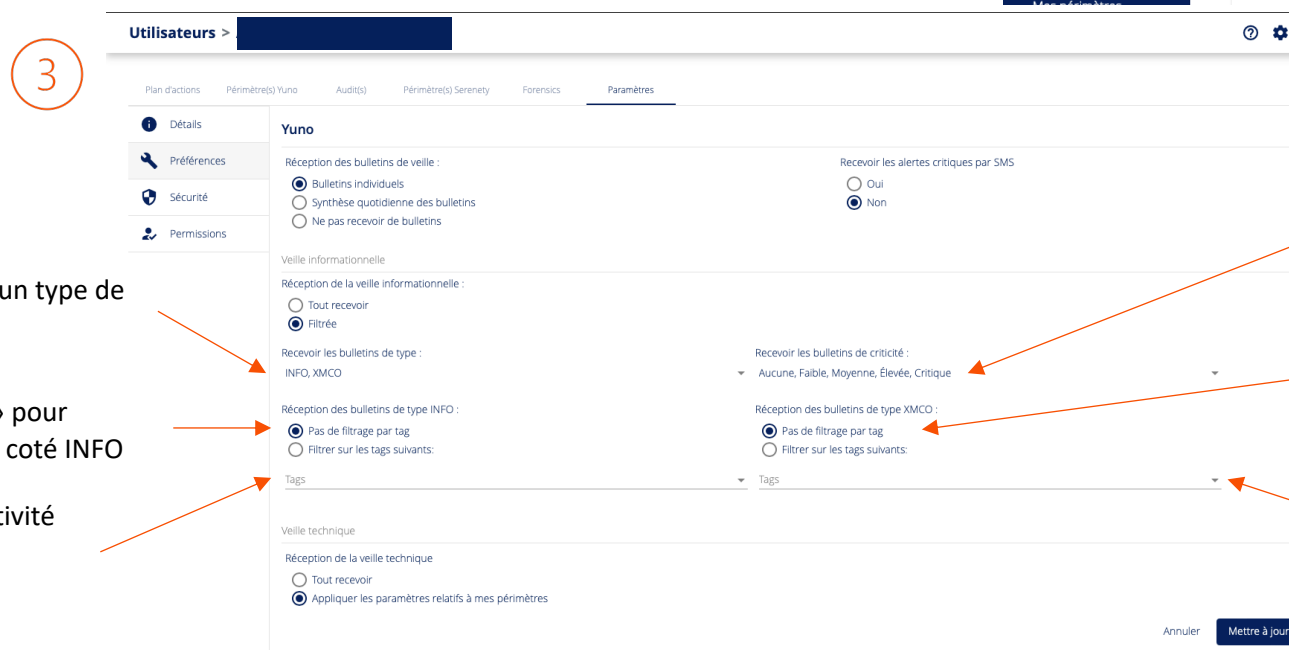 Mes périmètres
Utilisateurs >
3
Plan d'actions Périmètre(s) Yuno Audit(s) Périmètre(s) Serenety Forensics Paramètres
Détails
Préférences
Sécurité
Permissions
Yuno
Réception des bulletins de veille :
Bulletins individuels
Synthèse quotidienne des bulletins
Ne pas recevoir de bulletins
Recevoir les alertes critiques par SMS
Oui
Non
Veille informationnelle
Réception de la veille informationnelle :
Tout recevoir
Filtrée
un type de
Recevoir les bulletins de type :
INFO, XMCO
Recevoir les bulletins de criticité :
Aucune, Faible, Moyenne, Élevée, Critique
» pour
coté INFO
Réception des bulletins de type INFO :
Pas de filtrage par tag
Filtrer sur les tags suivants:
Tags
Réception des bulletins de type XMCO :
Pas de filtrage par tag
Filtrer sur les tags suivants:
Tags
tivité
Veille technique
Réception de la veille technique
Tout recevoir
Appliquer les paramètres relatifs à mes périmètres
Annuler Mettre à jour